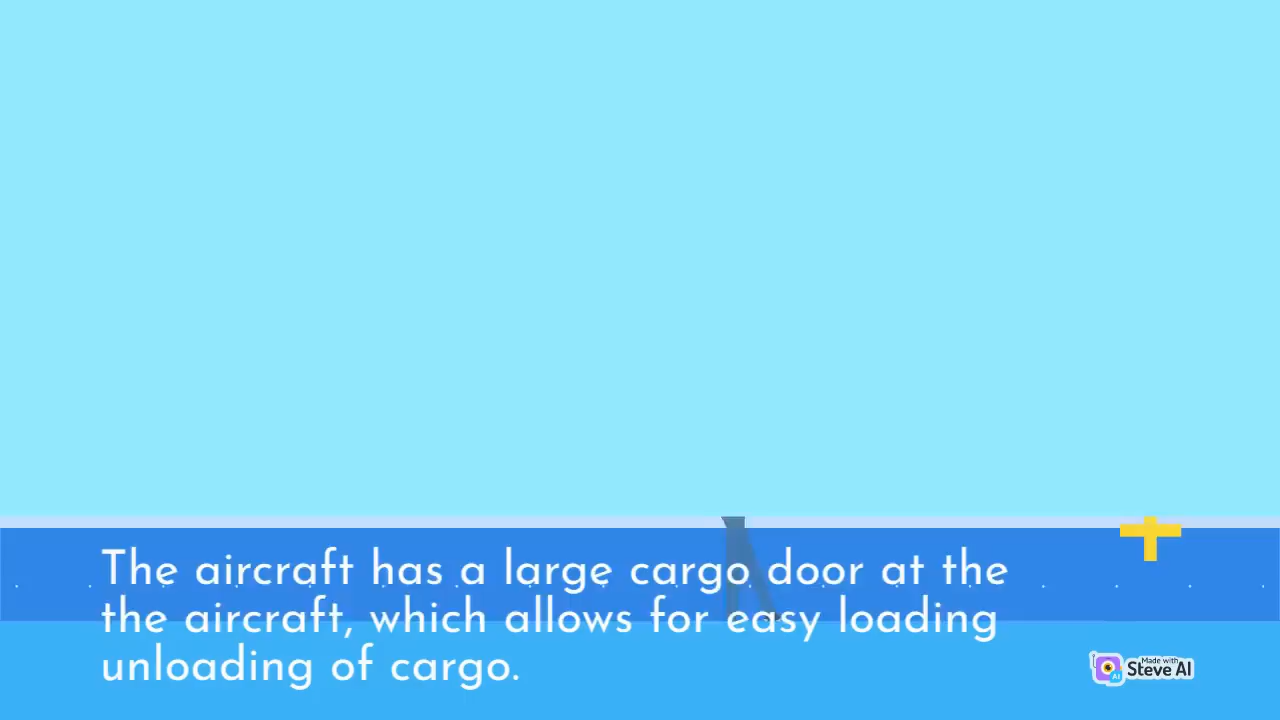 The aircraft has a large cargo door at the
the aircraft, which allows for easy loading
unloading of cargo.
Made with
Steve AI
AI